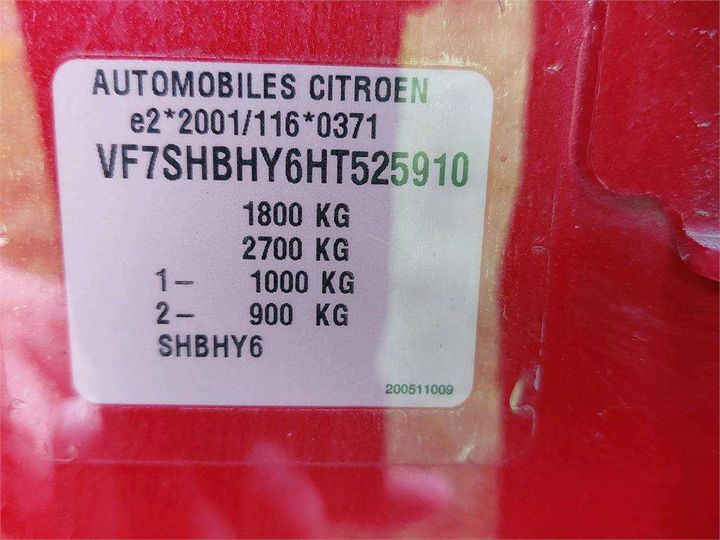 AUTOMOBILES CITROEN
e2*2001/116*0371
VF7SHBHY6HT525910
1800 KG
2700 KG
1- 1000 KG
2- 900 KG
SHBHY6
200511009